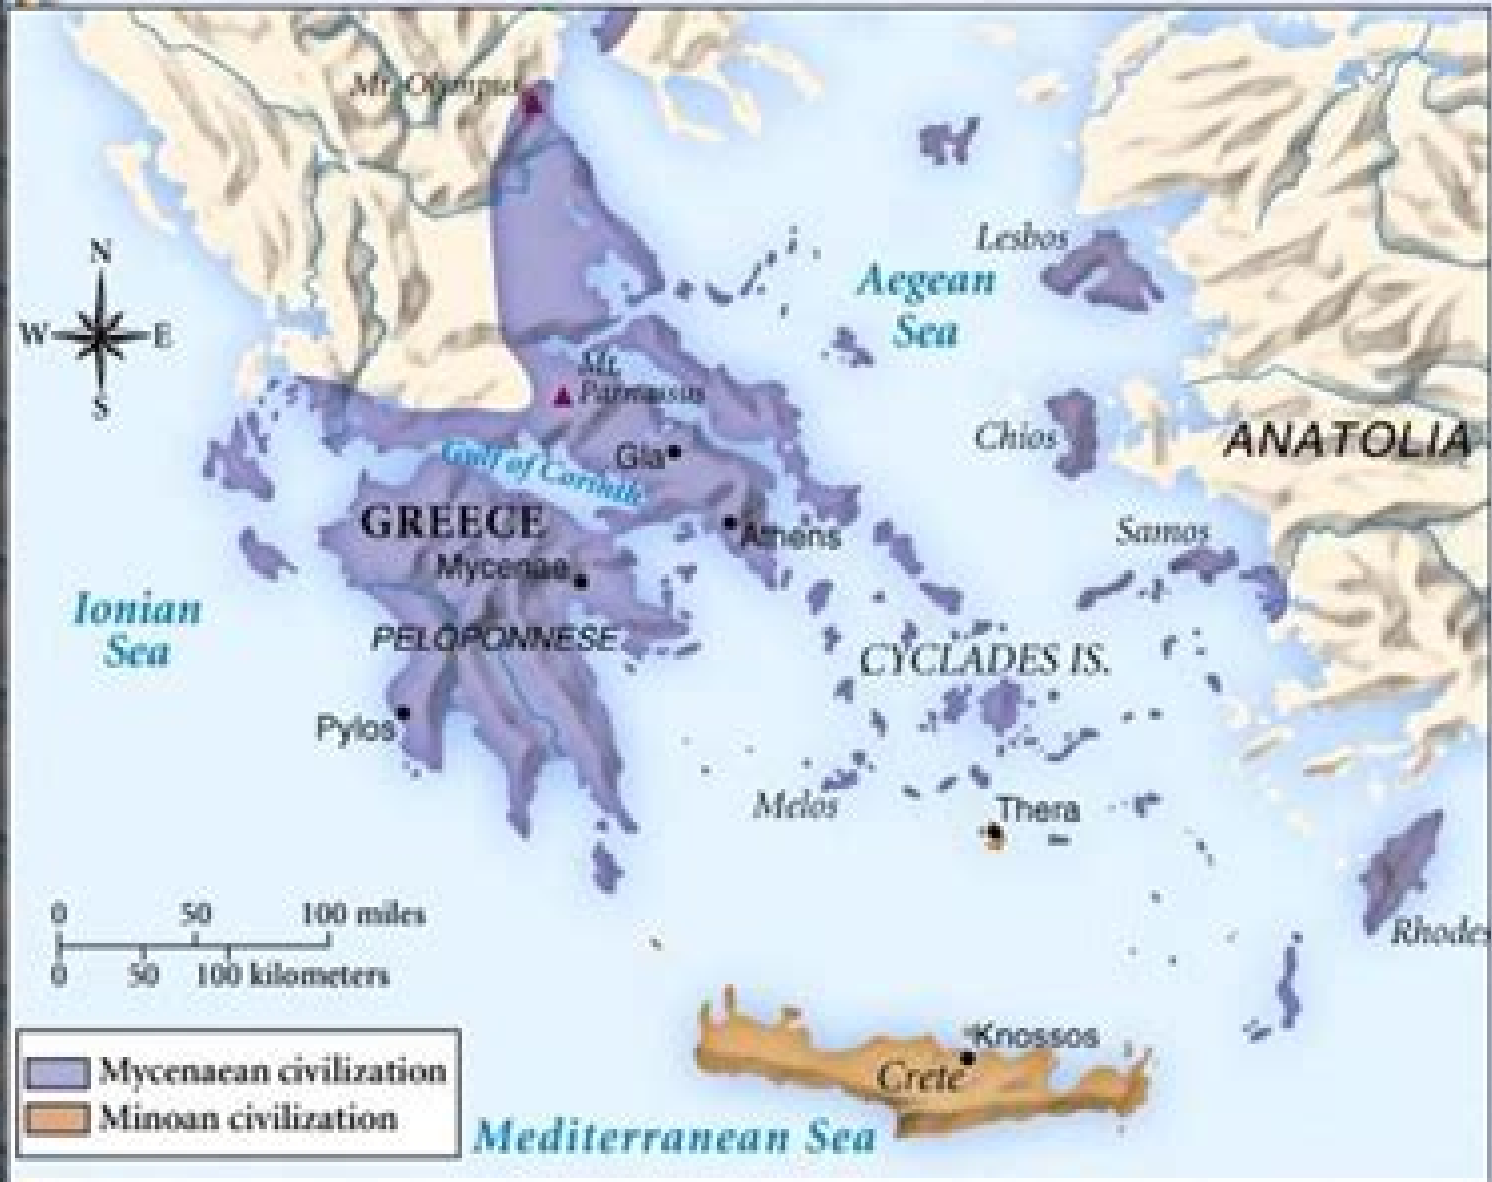 Mt. Olympus
N
W
E
S
Lesbos
Aegean
Sea
Mt.
Parnassus
Gla
Gulf of Corinth
Chios
ANATOLIA
GREECE
Athens
Samos
Mycenae
Ionian
Sea
PELOPONNESE
CYCLADES IS.
Pylos
Melos
Thera
Rhodes
0 50 100 miles
0 50 100 kilometers
Knossos
Crete
Mycenaean civilization
Minoan civilization
Mediterranean Sea